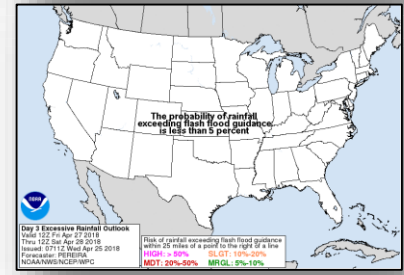 The probability of rainfall
exceeding flash flood guidance
is less than 5 percent
NOAA
Day 3 Excessive Rainfall Outlook
Valid 12Z Fri Apr 27 2018
Thru 12Z Sat Apr 28 2018
Issued: 0711Z Wed Apr 25 2018
Forecaster: PEREIRA
NOAA/NWS/NCEP/WPC
Risk of rainfall exceeding flash flood guidance
within 25 miles of a point to the right of a line
HIGH: > 50% SLGT: 10%-20%
MDT: 20%-50% MRGL: 5%-10%